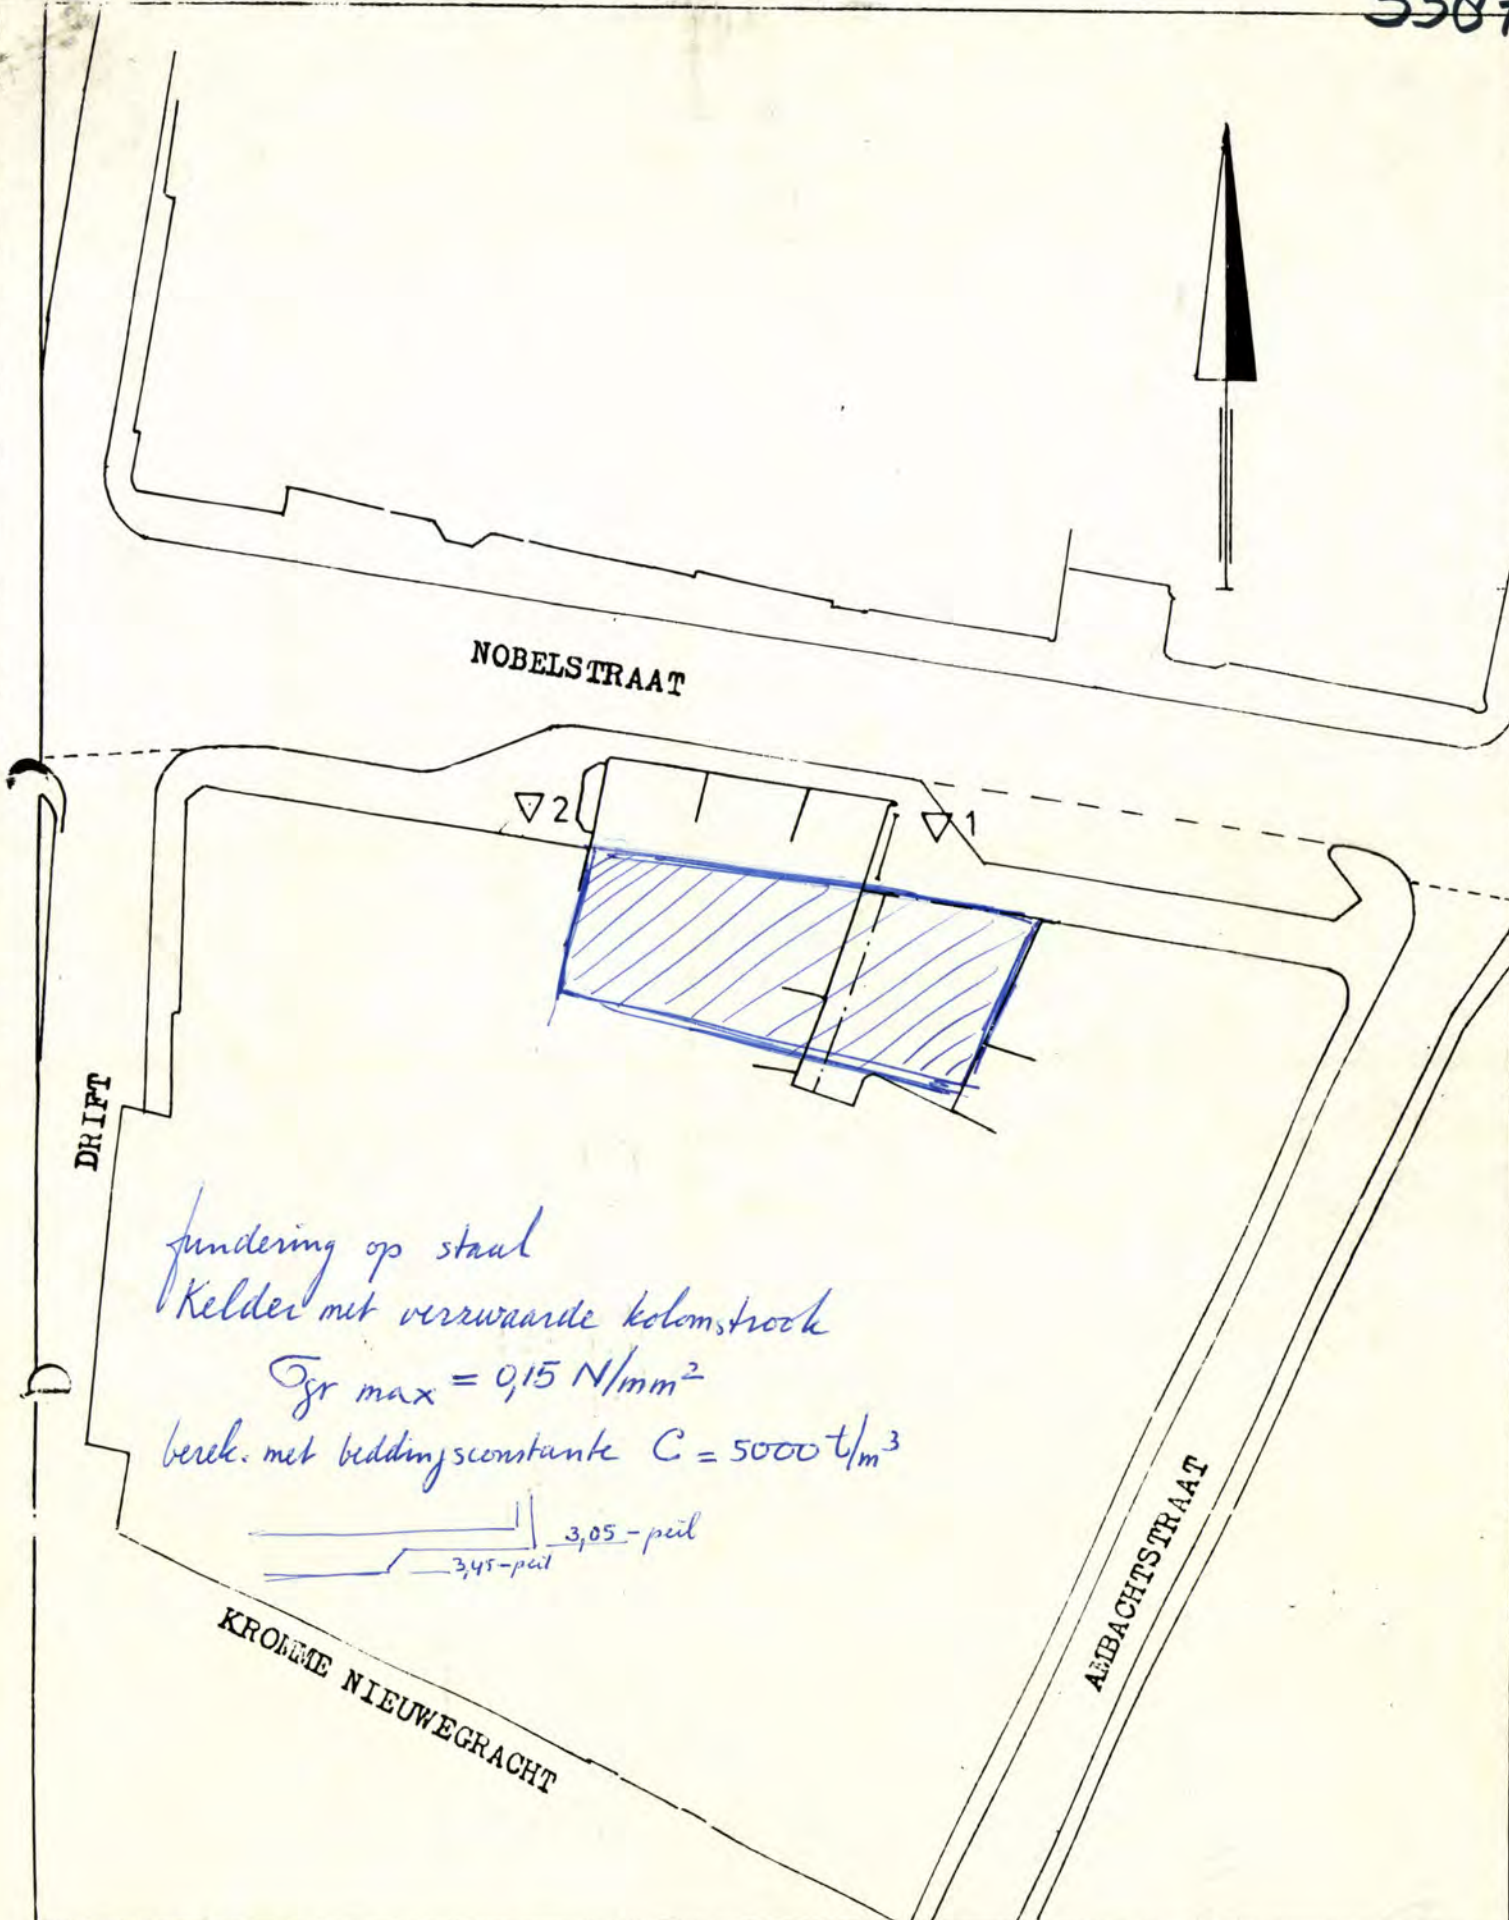 NOBELSTRAAT
2
1
DRIFT
fundering op staal
Kelder met verzwaarde kolomstrook
σgr max = 0,15 N/mm²
berek. met beddingsconstante C = 5000 t/m³
3,05 - peil
3,45 - peil
D
KROMME NIEUWEGRACHT
AMBACHTSTRAAT